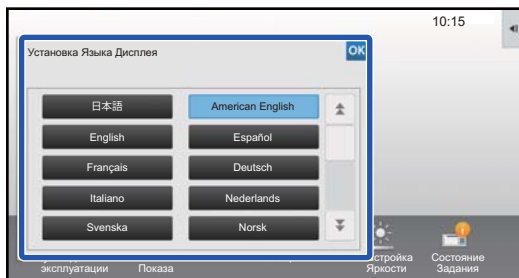 10:15
Установка Языка Дисплея
OK
日本語
American English
English
Español
Français
Deutsch
Italiano
Nederlands
Svenska
Norsk
эксплуатации
Показа
Яркости
Состояние
Задания